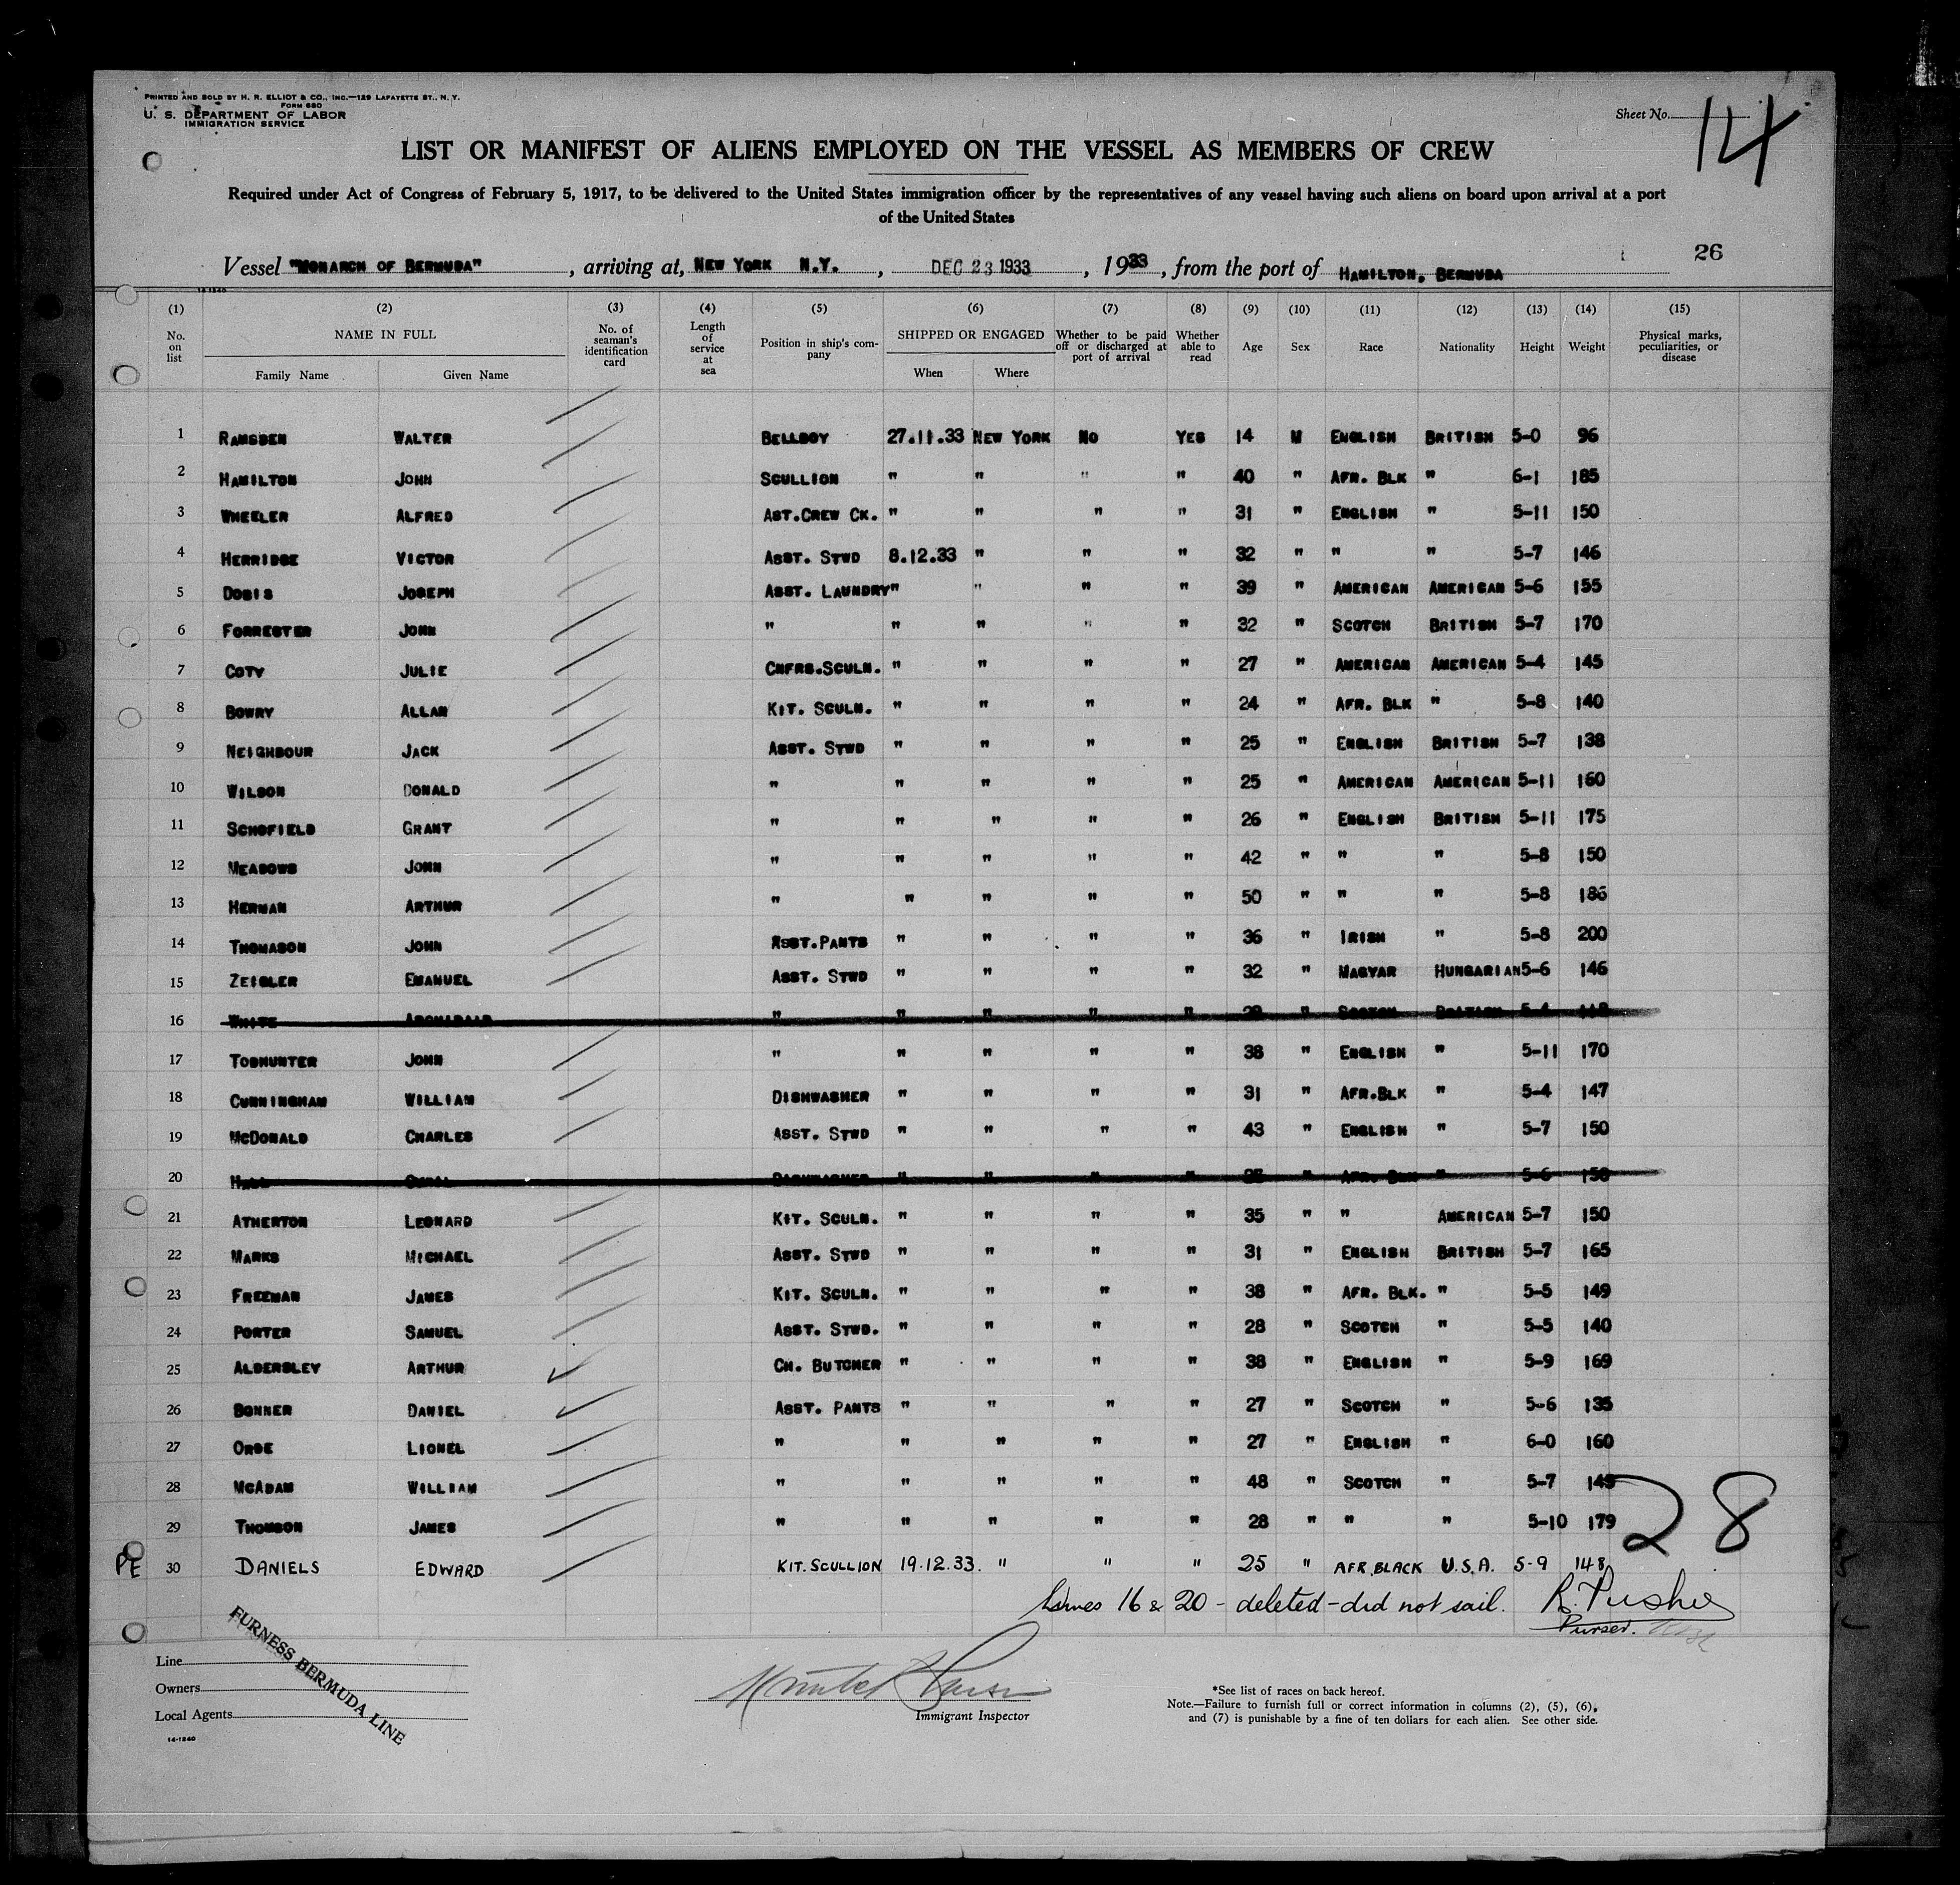 PRINTED AND SOLD BY H. R. ELLIOT & CO., INC.—129 LAFAYETTE ST., N. Y.
FORM 680
U. S. DEPARTMENT OF LABOR
IMMIGRATION SERVICE
Sheet No. 14
LIST OR MANIFEST OF ALIENS EMPLOYED ON THE VESSEL AS MEMBERS OF CREW
Required under Act of Congress of February 5, 1917, to be delivered to the United States immigration officer by the representatives of any vessel having such aliens on board upon arrival at a port
of the United States
26
Vessel "MONARCH OF BERMUDA", arriving at, NEW YORK N.Y., DEC 23 1933, 1933, from the port of HAMILTON, BERMUDA
14-1240
(1) (2) (3) (4) (5) (6) (7) (8) (9) (10) (11) (12) (13) (14) (15)
No. on list NAME IN FULL Family Name Given Name No. of seaman's identification card Length of service at sea Position in ship's company SHIPPED OR ENGAGED When Where Whether to be paid off or discharged at port of arrival Whether able to read Age Sex Race Nationality Height Weight Physical marks, peculiarities, or disease
1 RAMSDEN WALTER BELLBOY 27.11.33 NEW YORK NO YES 14 M ENGLISH BRITISH 5-0 96
2 HAMILTON JOHN SCULLION " " " " 40 " AFR. BLK " 6-1 185
3 WHEELER ALFRED AST.CREW CK. " " " " 31 " ENGLISH " 5-11 150
4 HERRIDGE VICTOR ASST. STWD 8.12.33 " " " 32 " " " 5-7 146
5 DOBIS JOSEPH ASST. LAUNDRY " " " " 39 " AMERICAN AMERICAN 5-6 155
6 FORRESTER JOHN " " " " " 32 " SCOTCH BRITISH 5-7 170
7 COTY JULIE CNFRS.SCULN. " " " " 27 " AMERICAN AMERICAN 5-4 145
8 BOWRY ALLAN KIT. SCULN. " " " " 24 " AFR. BLK " 5-8 140
9 NEIGHBOUR JACK ASST. STWD " " " " 25 " ENGLISH BRITISH 5-7 138
10 WILSON DONALD " " " " " 25 " AMERICAN AMERICAN 5-11 160
11 SCHOFIELD GRANT " " " " " 26 " ENGLISH BRITISH 5-11 175
12 MEADOWS JOHN " " " " " 42 " " " 5-8 150
13 HERMAN ARTHUR " " " " " 50 " " " 5-8 186
14 THOMASON JOHN ASST.PANTS " " " " 36 " IRISH " 5-8 200
15 ZEIGLER EMANUEL ASST. STWD " " " " 32 " MAGYAR HUNGARIAN 5-6 146
16 WHITE ARCHIBALD " " " " " " SCOTCH BRITISH
17 TODHUNTER JOHN " " " " " 38 " ENGLISH " 5-11 170
18 CUNNINGHAM WILLIAM DISHWASHER " " " " 31 " AFR.BLK " 5-4 147
19 MCDONALD CHARLES ASST. STWD " " " " 43 " ENGLISH " 5-7 150
20 HALL DISHWASHER " " " " " AFR. BLK " 5-6 150
21 ATHERTON LEONARD KIT. SCULN. " " " " 35 " " AMERICAN 5-7 150
22 MARKS MICHAEL ASST. STWD " " " " 31 " ENGLISH BRITISH 5-7 165
23 FREEMAN JAMES KIT. SCULN. " " " " 38 " AFR. BLK. " 5-5 149
24 PORTER SAMUEL ASST. STWD. " " " " 28 " SCOTCH " 5-5 140
25 ALDERSLEY ARTHUR CH. BUTCHER " " " " 38 " ENGLISH " 5-9 169
26 BONNER DANIEL ASST. PANTS " " " " 27 " SCOTCH " 5-6 135
27 ORDE LIONEL " " " " " 27 " ENGLISH " 6-0 160
28 MCADAM WILLIAM " " " " " 48 " SCOTCH " 5-7 145
29 THOMSON JAMES " " " " " 28 " " " 5-10 179
28
PE 30 DANIELS EDWARD KIT. SCULLION 19.12.33. " " " 25 " AFR. BLACK U.S.A. 5-9 148
Lines 16 & 20 - deleted - did not sail.
Purser.
Line
Owners
Local Agents
FURNESS BERMUDA LINE
14-1240
Immigrant Inspector
*See list of races on back hereof.
Note.—Failure to furnish full or correct information in columns (2), (5), (6),
and (7) is punishable by a fine of ten dollars for each alien. See other side.